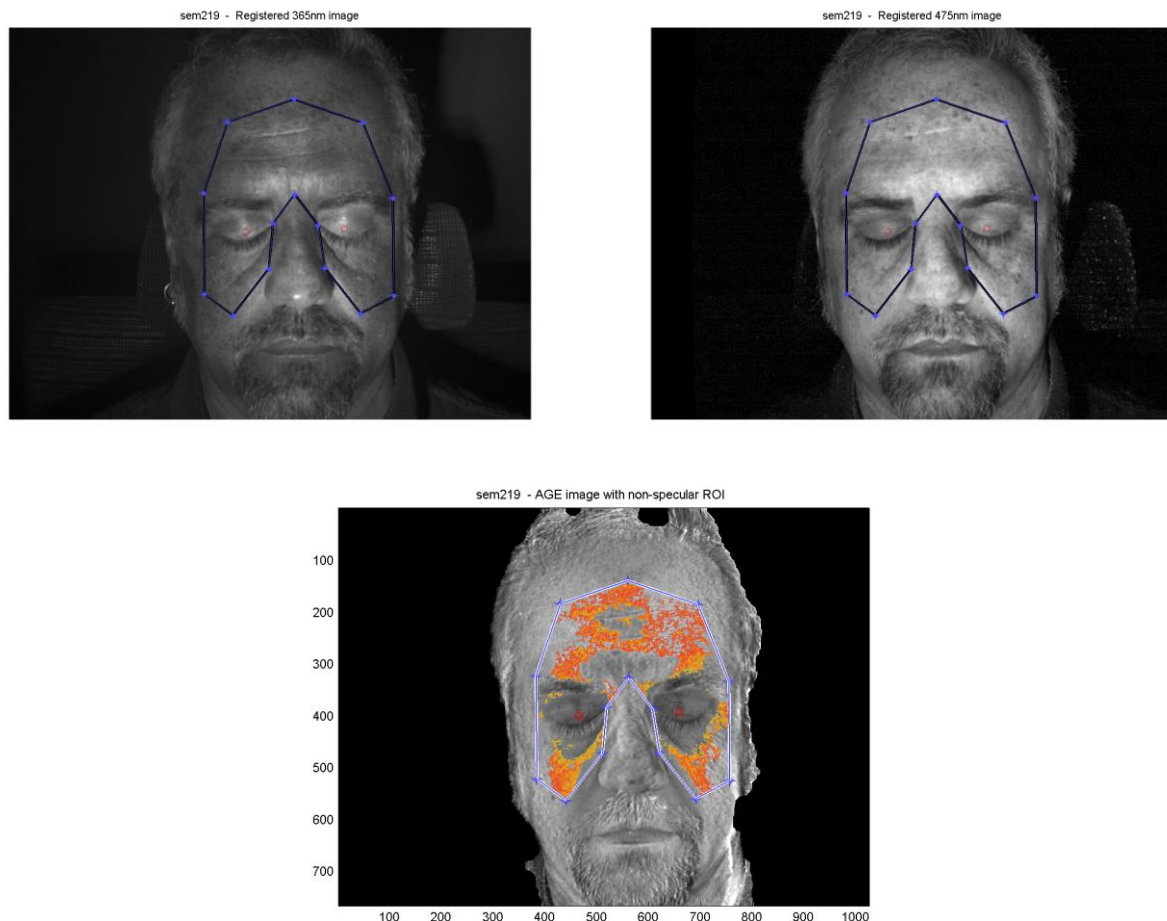 sem219 - Registered 365nm image
sem219 - Registered 475nm image
sem219 - AGE image with non-specular ROI
100
200
300
400
500
600
700
100 200 300 400 500 600 700 800 900 1000